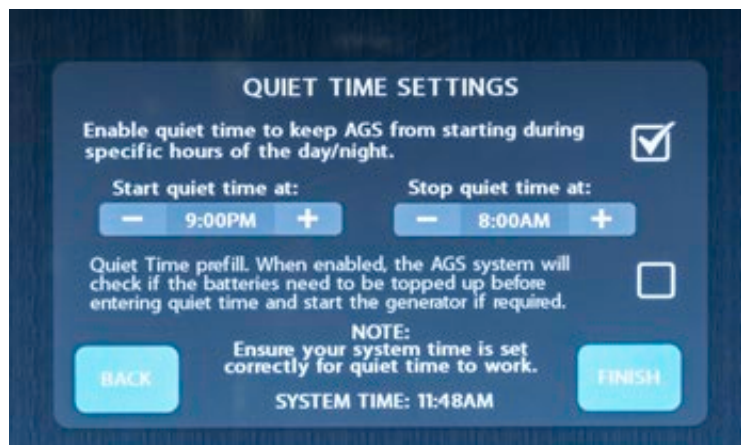 QUIET TIME SETTINGS
Enable quiet time to keep AGS from starting during
specific hours of the day/night.
Start quiet time at:
Stop quiet time at:
− 9:00PM +
− 8:00AM +
Quiet Time prefill. When enabled, the AGS system will
check if the batteries need to be topped up before
entering quiet time and start the generator if required.
NOTE:
Ensure your system time is set
correctly for quiet time to work.
BACK
FINISH
SYSTEM TIME: 11:48AM